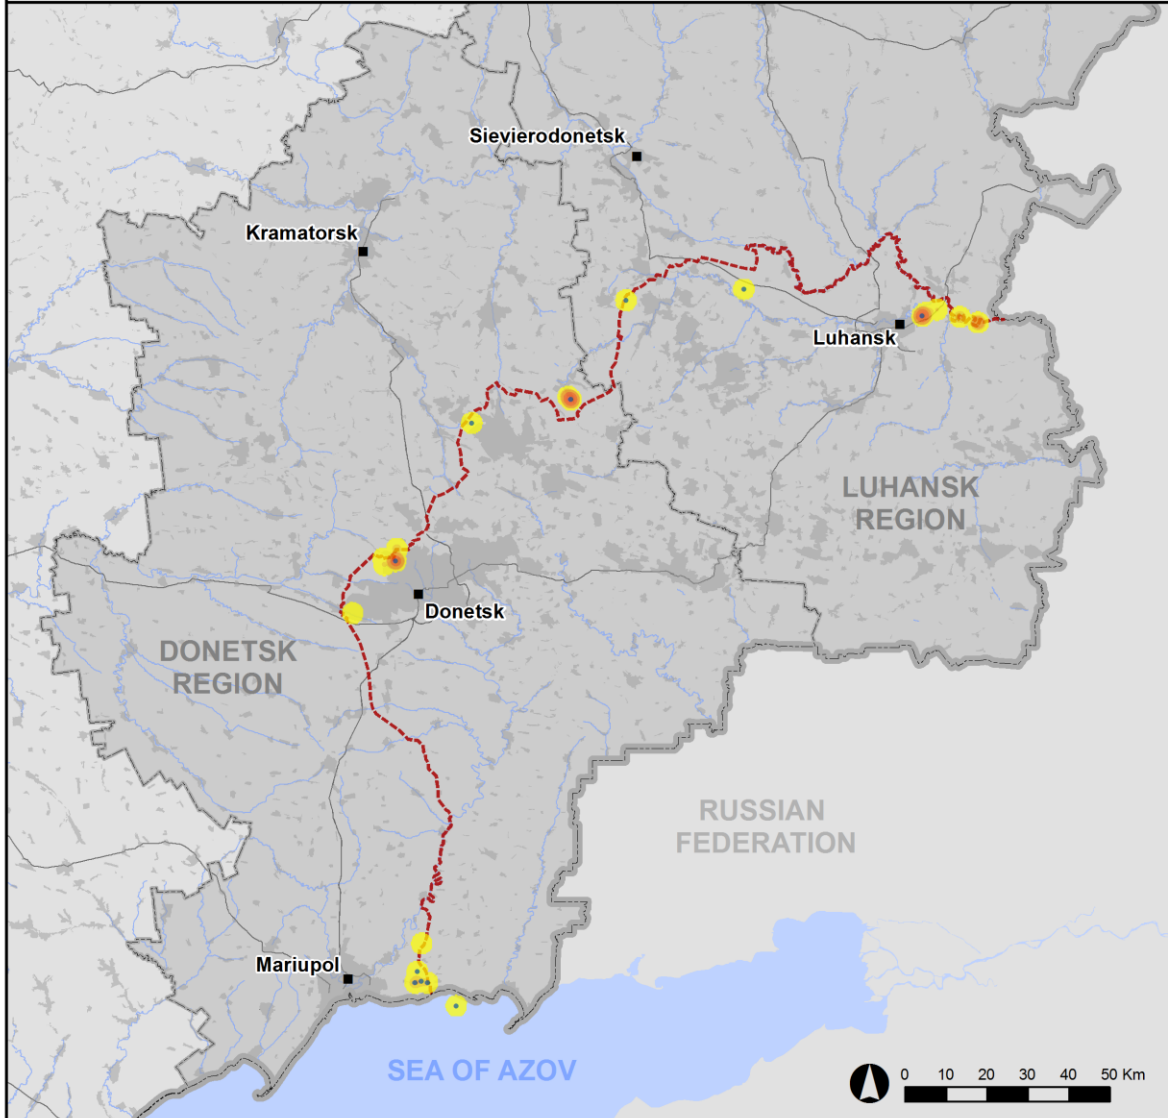 Sievierodonetsk
Kramatorsk
Luhansk
LUHANSK
REGION
Donetsk
DONETSK
REGION
RUSSIAN
FEDERATION
Mariupol
SEA OF AZOV
0 10 20 30 40 50 Km